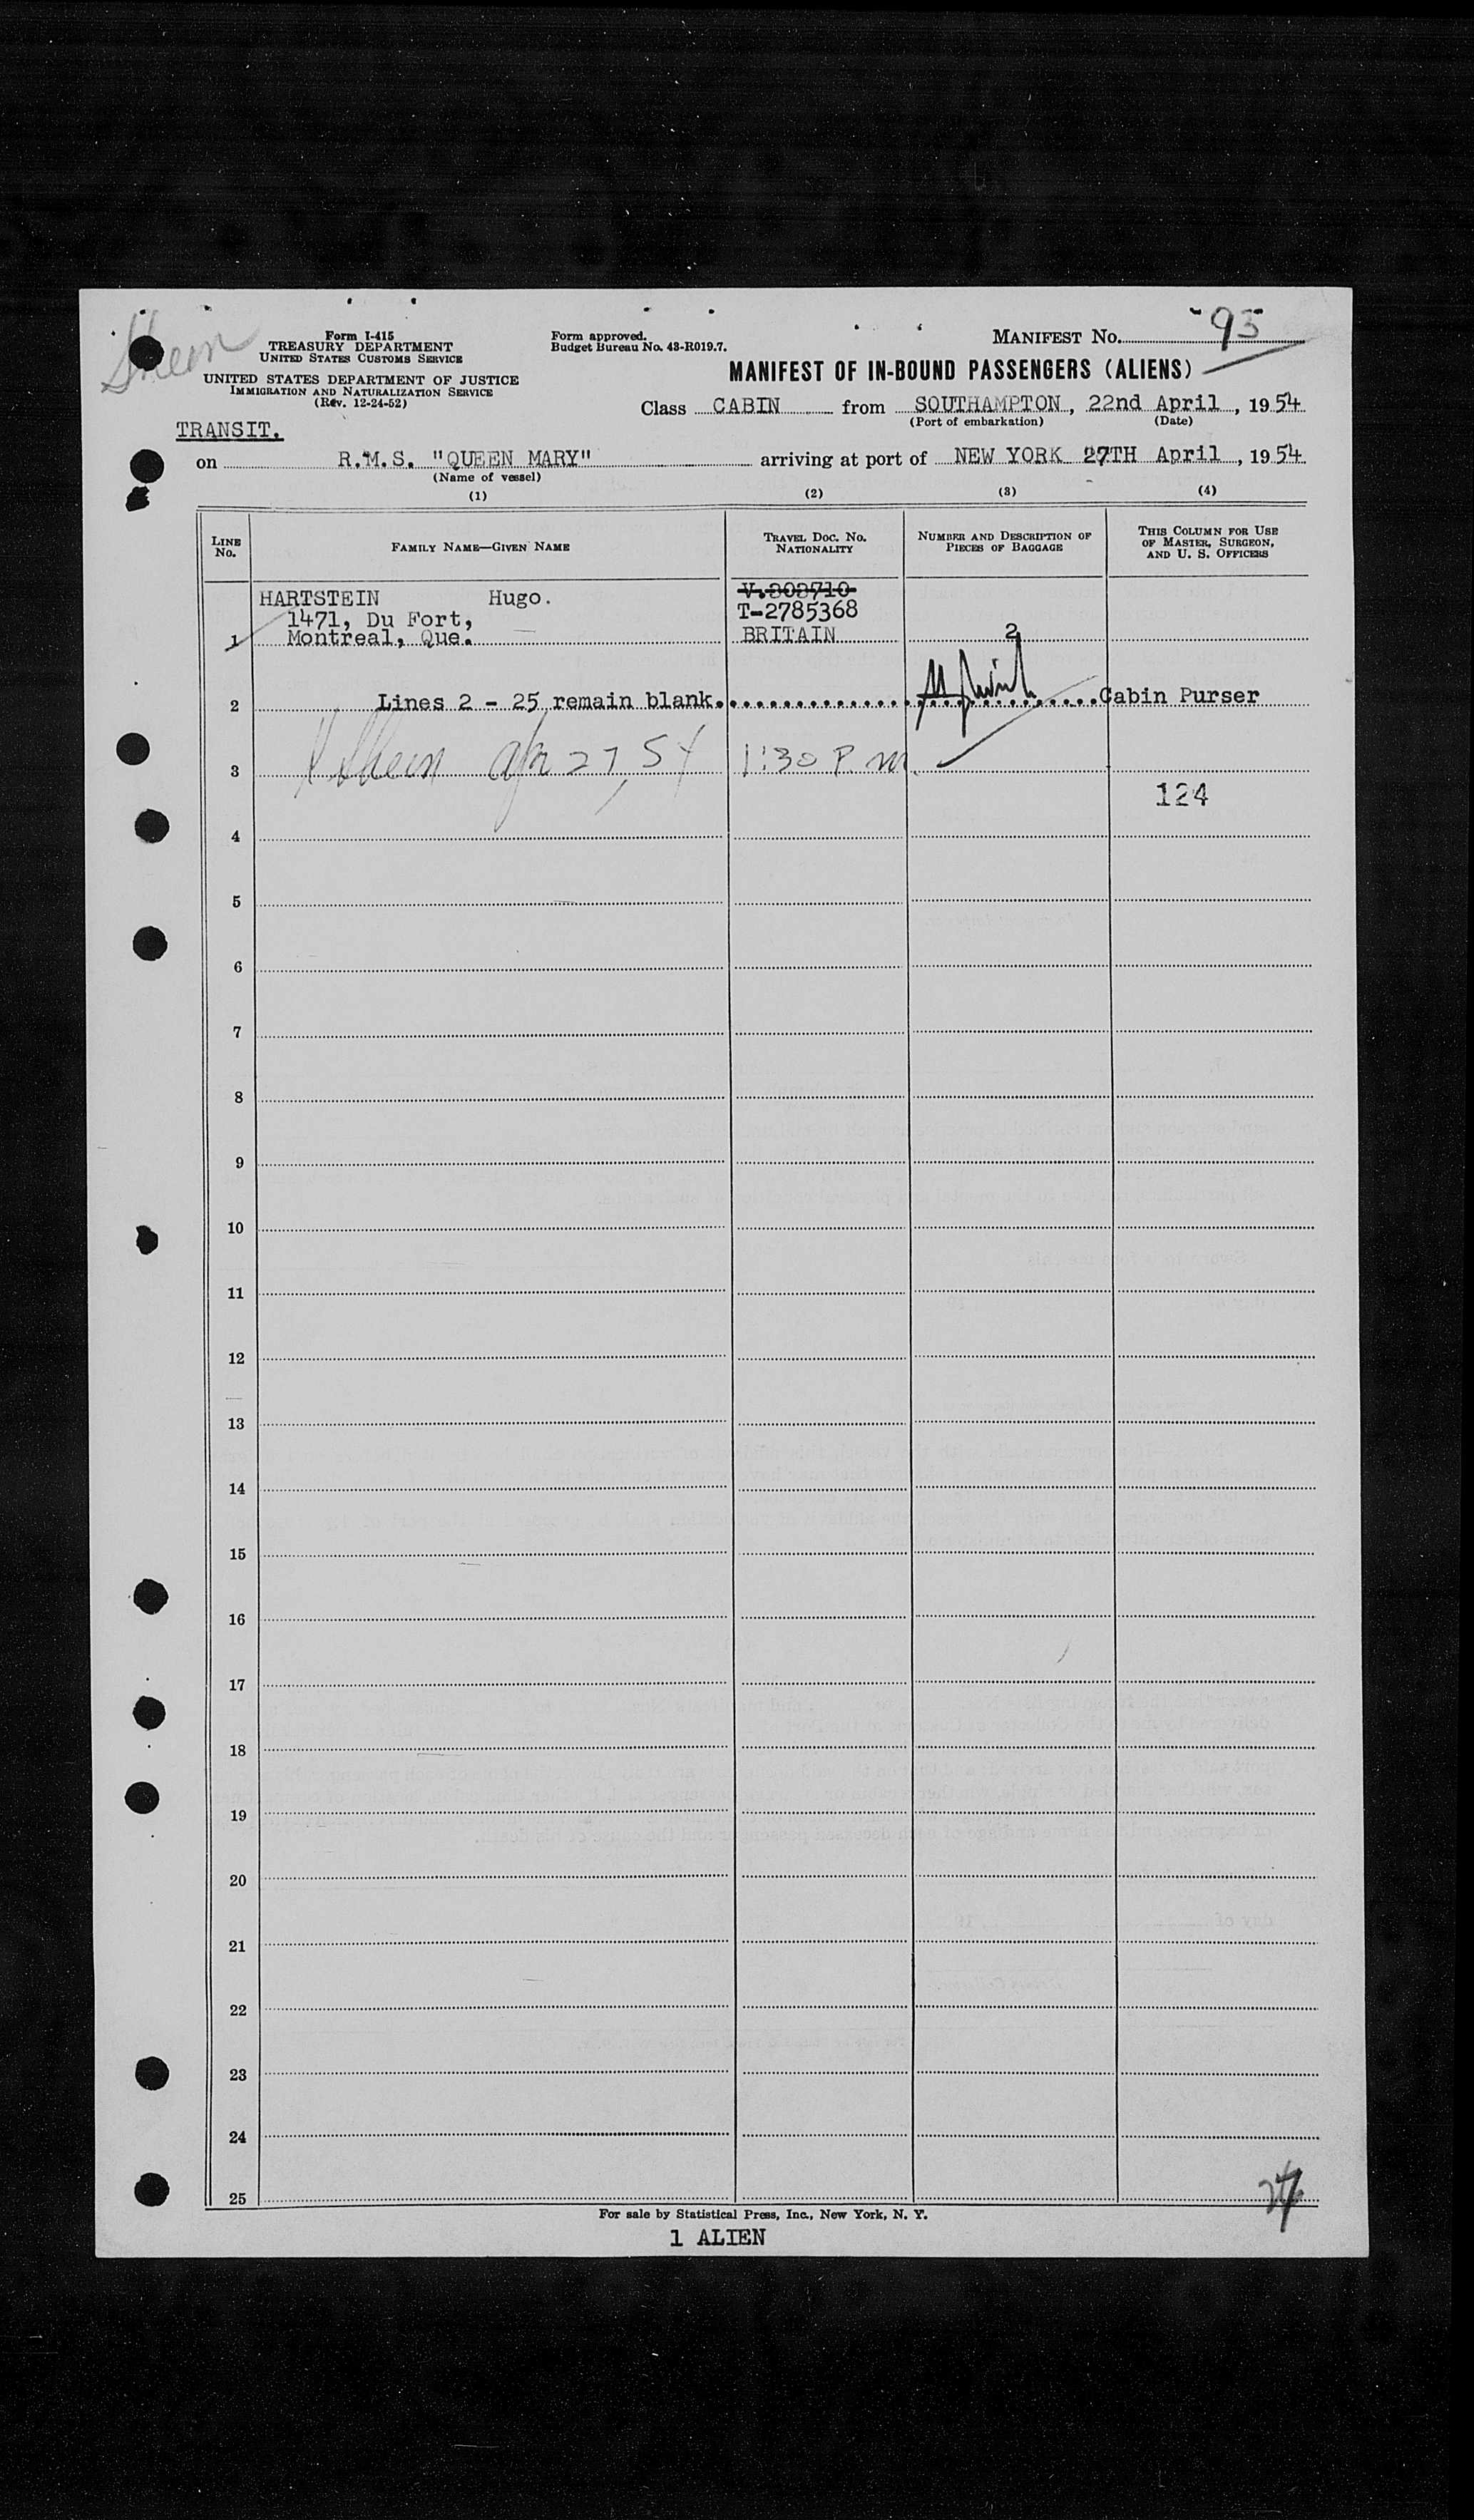 Shein
Form I-415
TREASURY DEPARTMENT
UNITED STATES CUSTOMS SERVICE
UNITED STATES DEPARTMENT OF JUSTICE
IMMIGRATION AND NATURALIZATION SERVICE
(Rev. 12-24-52)
Form approved.
Budget Bureau No. 43-R019.7.
MANIFEST No. 95
MANIFEST OF IN-BOUND PASSENGERS (ALIENS)
Class CABIN from SOUTHAMPTON, 22nd April, 1954
(Port of embarkation) (Date)
TRANSIT.
on R.M.S. "QUEEN MARY" arriving at port of NEW YORK 27TH April, 1954
(Name of vessel)
(1) (2) (3) (4)
LINE No. FAMILY NAME—GIVEN NAME TRAVEL DOC. NO. NATIONALITY NUMBER AND DESCRIPTION OF PIECES OF BAGGAGE THIS COLUMN FOR USE OF MASTER, SURGEON, AND U. S. OFFICERS
V.303710
HARTSTEIN Hugo.
T-2785368
1471, Du Fort,
1 Montreal, Que. BRITAIN 2
2 Lines 2 - 25 remain blank. Cabin Purser
3 Shein Apr 27, 54 1:30 P.M.
124
4
5
6
7
8
9
10
11
12
13
14
15
16
17
18
19
20
21
22
23
24
25
For sale by Statistical Press, Inc., New York, N. Y.
1 ALIEN